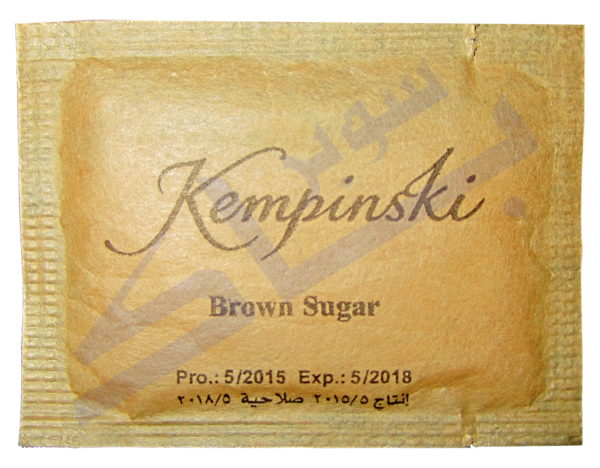 Kempinski
Brown Sugar
Pro.: 5/2015 Exp.: 5/2018
إنتاج ٢٠١٥/٥ صلاحية ٢٠١٨/٥